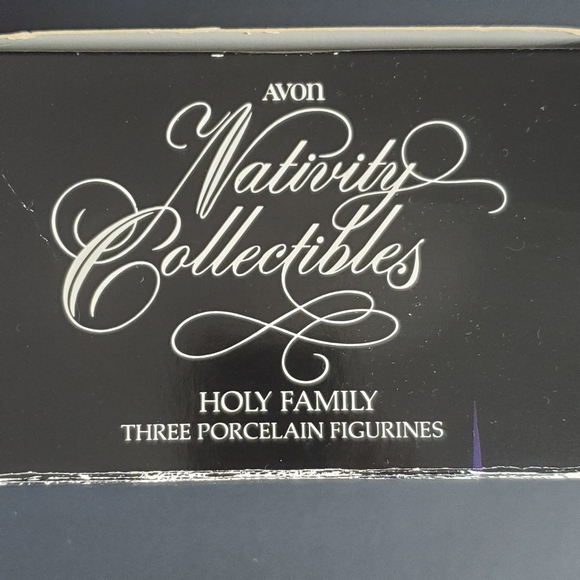 AVON
Nativity
Collectibles
HOLY FAMILY
THREE PORCELAIN FIGURINES